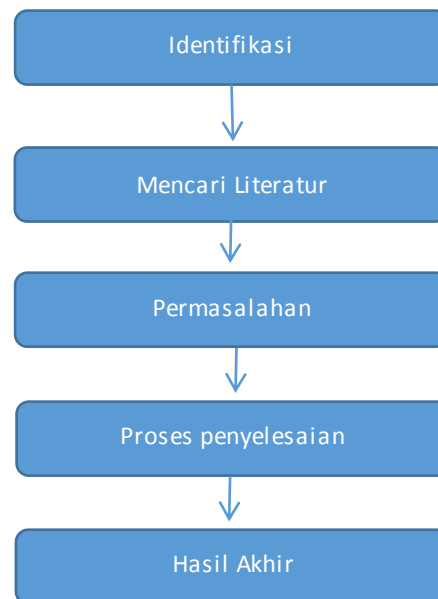 Identifikasi
Mencari Literatur
Permasalahan
Proses penyelesaian
Hasil Akhir